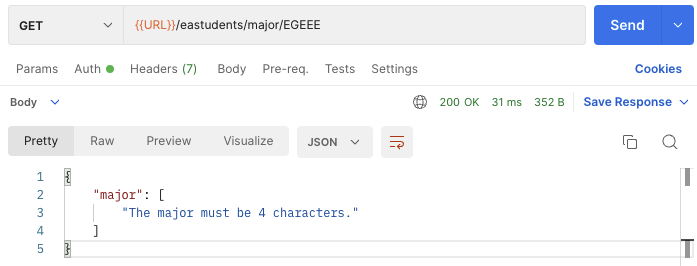 GET {{URL}}/eastudents/major/EGEEE Send
Params Auth Headers (7) Body Pre-req. Tests Settings Cookies
Body 200 OK 31 ms 352 B Save Response
Pretty Raw Preview Visualize JSON
1 {
2 "major": [
3 "The major must be 4 characters."
4 ]
5 }